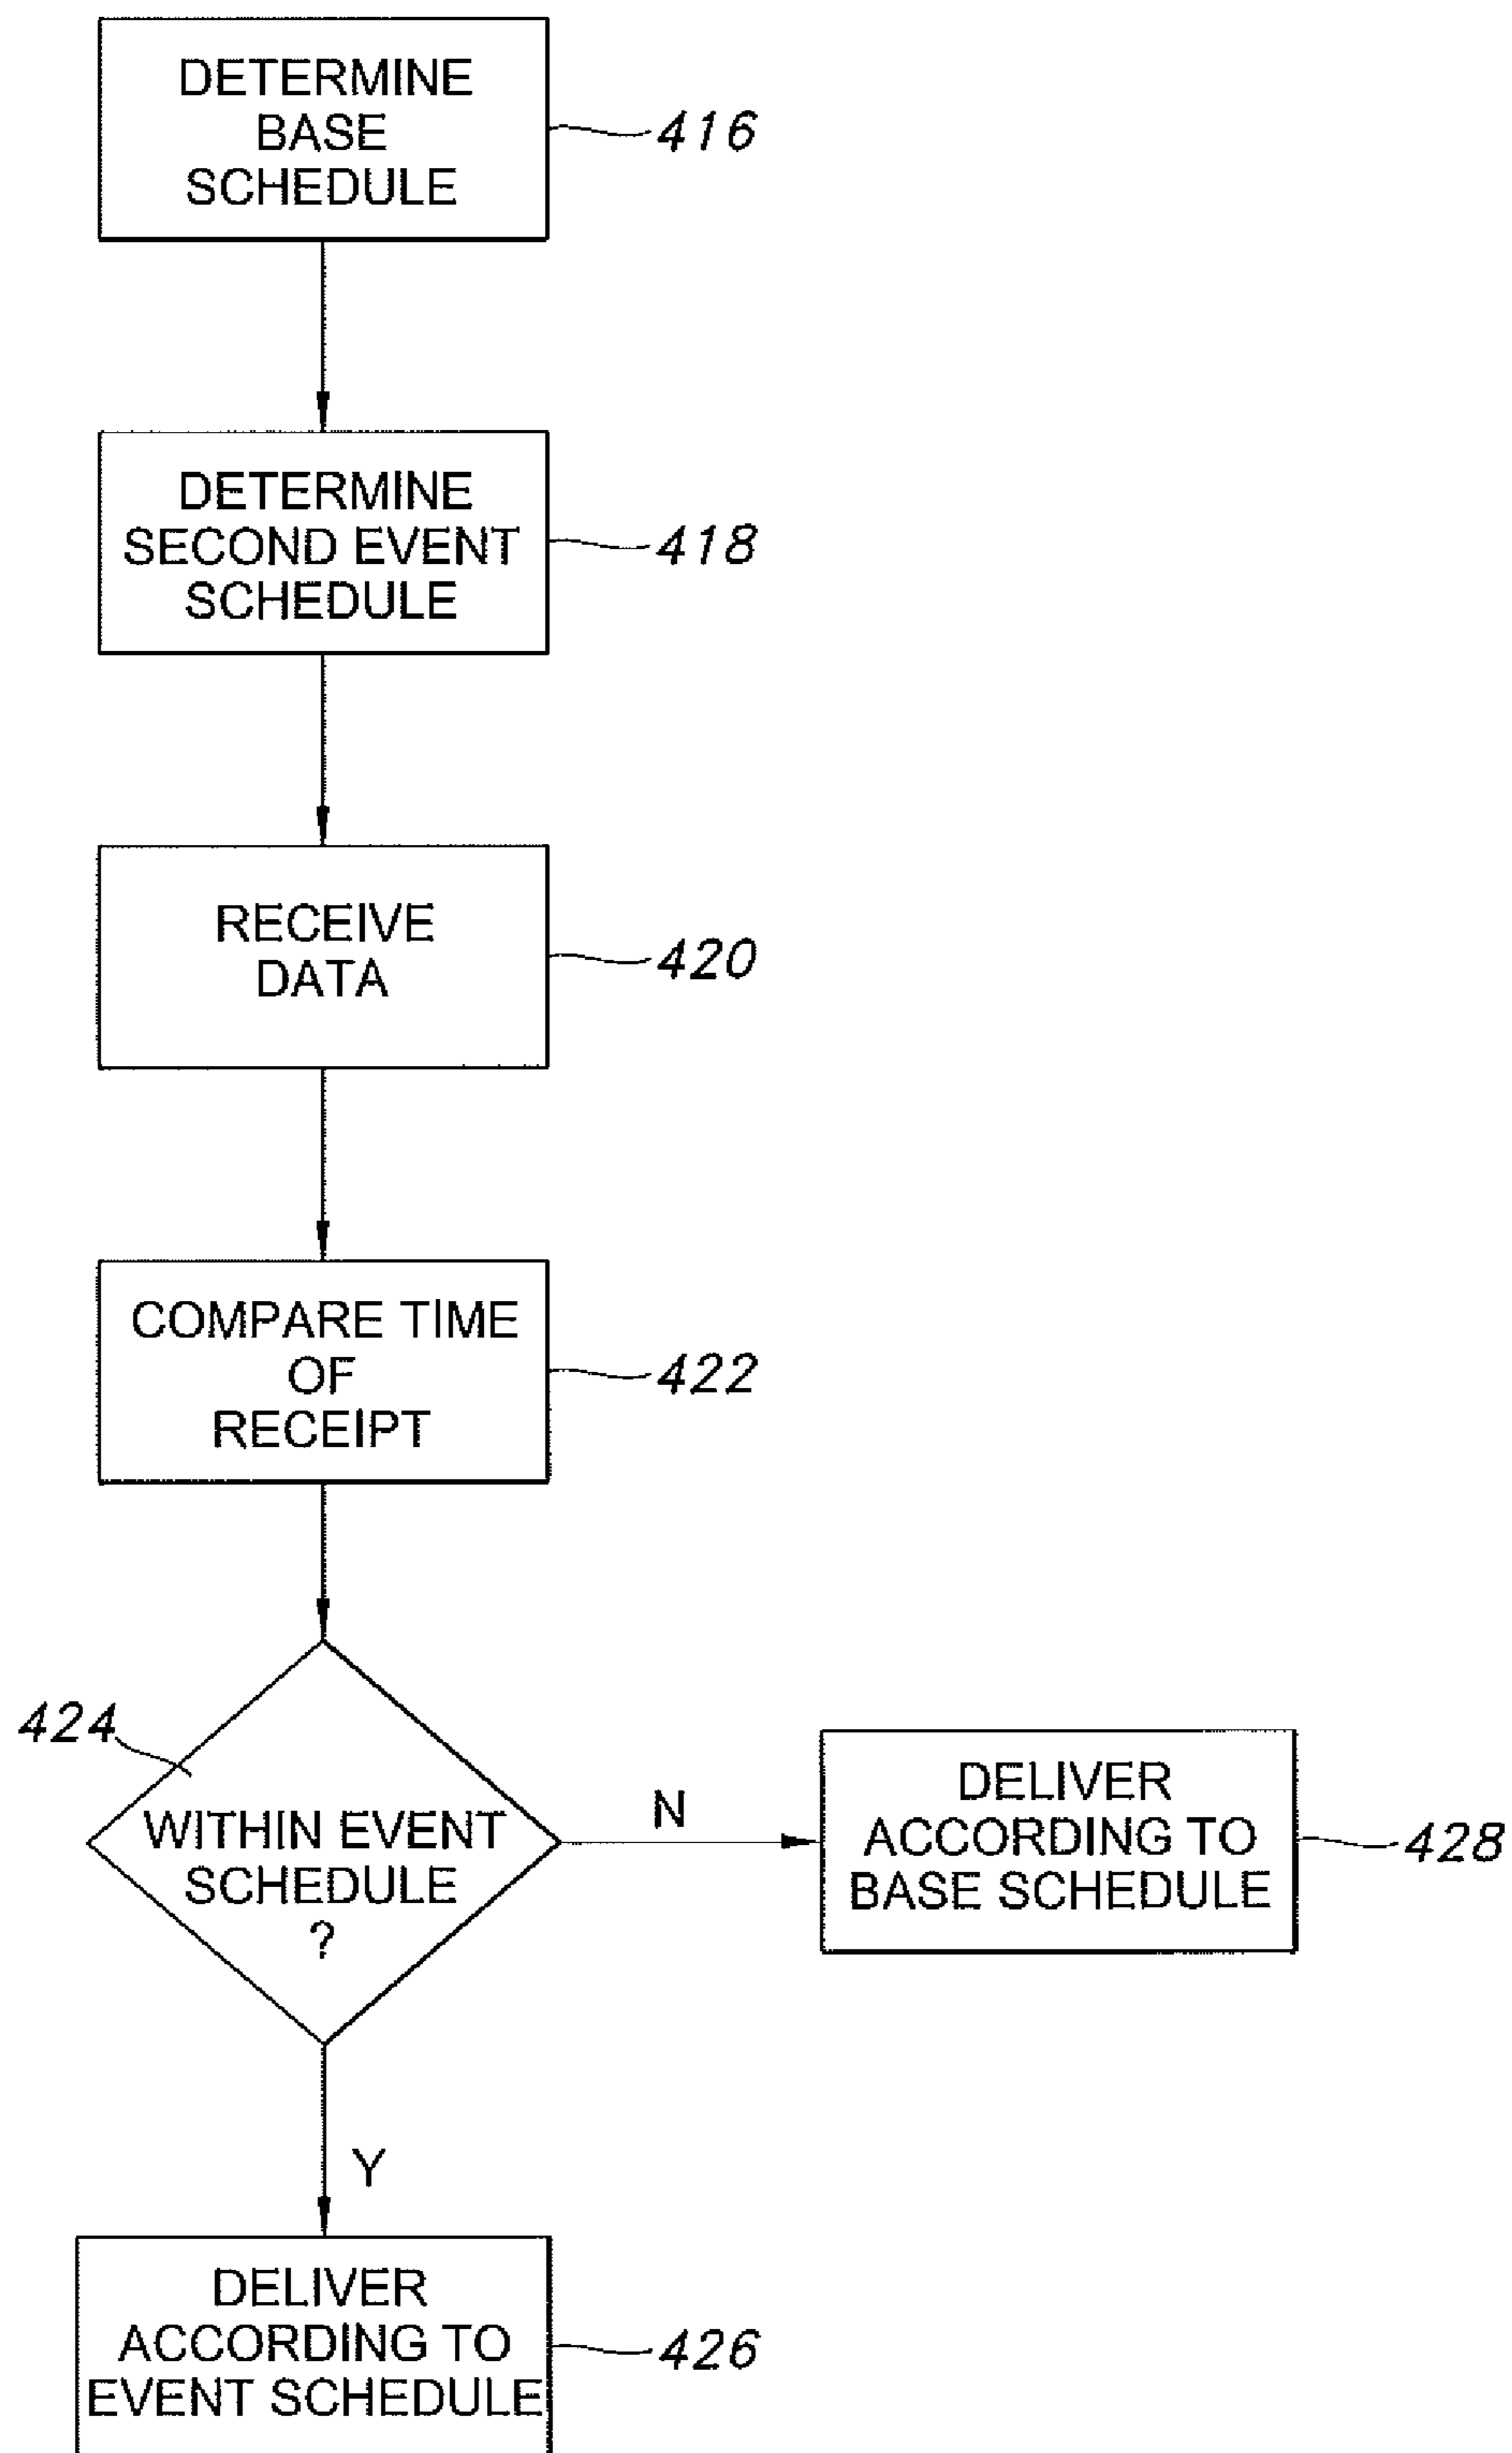 DETERMINE
BASE
SCHEDULE
416
DETERMINE
SECOND EVENT
SCHEDULE
418
RECEIVE
DATA
420
COMPARE TIME
OF
RECEIPT
422
424
WITHIN EVENT
SCHEDULE
?
N
DELIVER
ACCORDING TO
BASE SCHEDULE
428
Y
DELIVER
ACCORDING TO
EVENT SCHEDULE
426